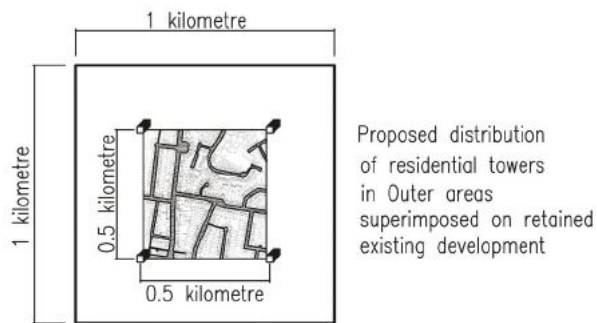 1 kilometre
1 kilometre
0.5 kilometre
0.5 kilometre
Proposed distribution
of residential towers
in Outer areas
superimposed on retained
existing development